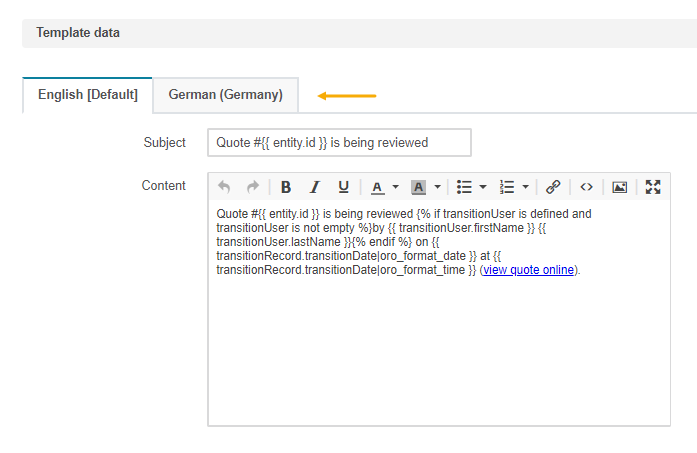 Template data
English [Default] German (Germany)
Subject Quote #{{ entity.id }} is being reviewed
Content
B I U A A
Quote #{{ entity.id }} is being reviewed {% if transitionUser is defined and
transitionUser is not empty %}by {{ transitionUser.firstName }} {{
transitionUser.lastName }}{% endif %} on {{
transitionRecord.transitionDate|oro_format_date }} at {{
transitionRecord.transitionDate|oro_format_time }} (view quote online).